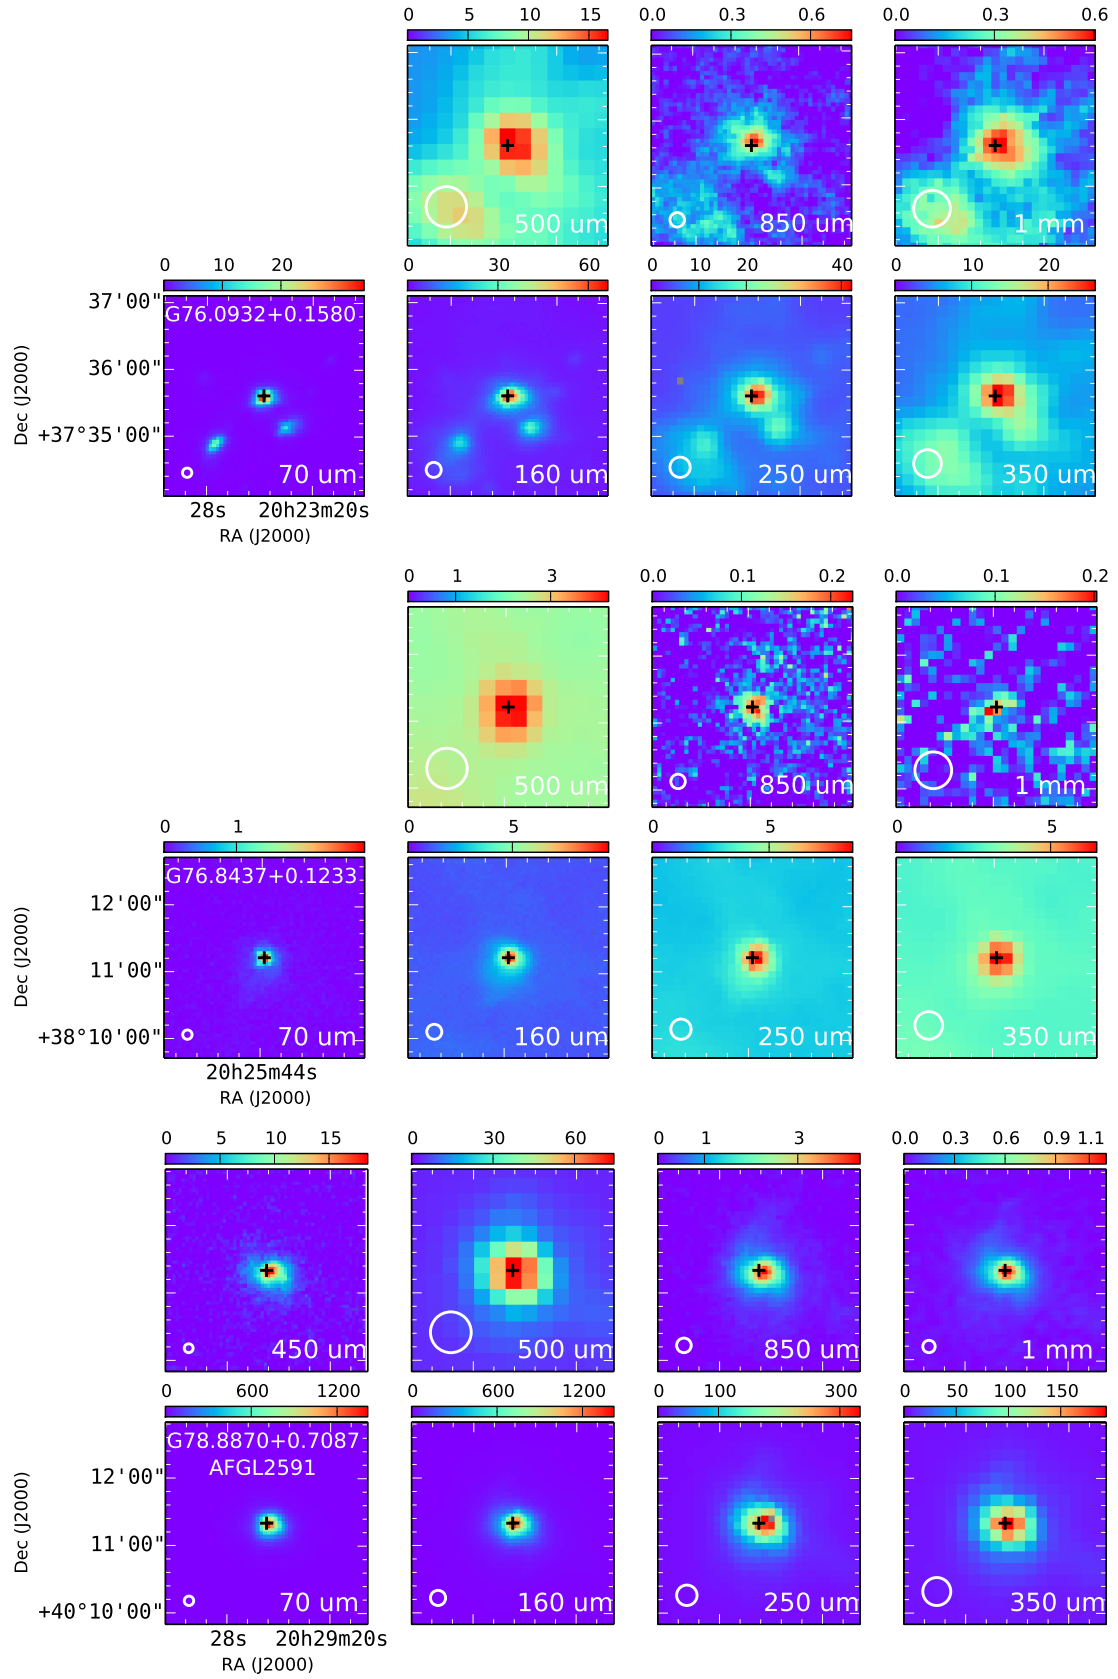 0 5 10 15
0.0 0.3 0.6
0.0 0.3 0.6
500 um
850 um
1 mm
0 10 20
0 30 60
0 10 20 30 40
0 10 20
Dec (J2000)
37'00"
36'00"
+37°35'00"
G76.0932+0.1580
70 um
160 um
250 um
350 um
28s 20h23m20s
RA (J2000)
0 1 3
0.0 0.1 0.2
0.0 0.1 0.2
500 um
850 um
1 mm
0 1
0 5
0 5
0 5
Dec (J2000)
12'00"
11'00"
+38°10'00"
G76.8437+0.1233
70 um
160 um
250 um
350 um
20h25m44s
RA (J2000)
0 5 10 15
0 30 60
0 1 3
0.0 0.3 0.6 0.9 1.1
450 um
500 um
850 um
1 mm
0 600 1200
0 600 1200
0 100 300
0 50 100 150
Dec (J2000)
12'00"
11'00"
+40°10'00"
G78.8870+0.7087
AFGL2591
70 um
160 um
250 um
350 um
28s 20h29m20s
RA (J2000)